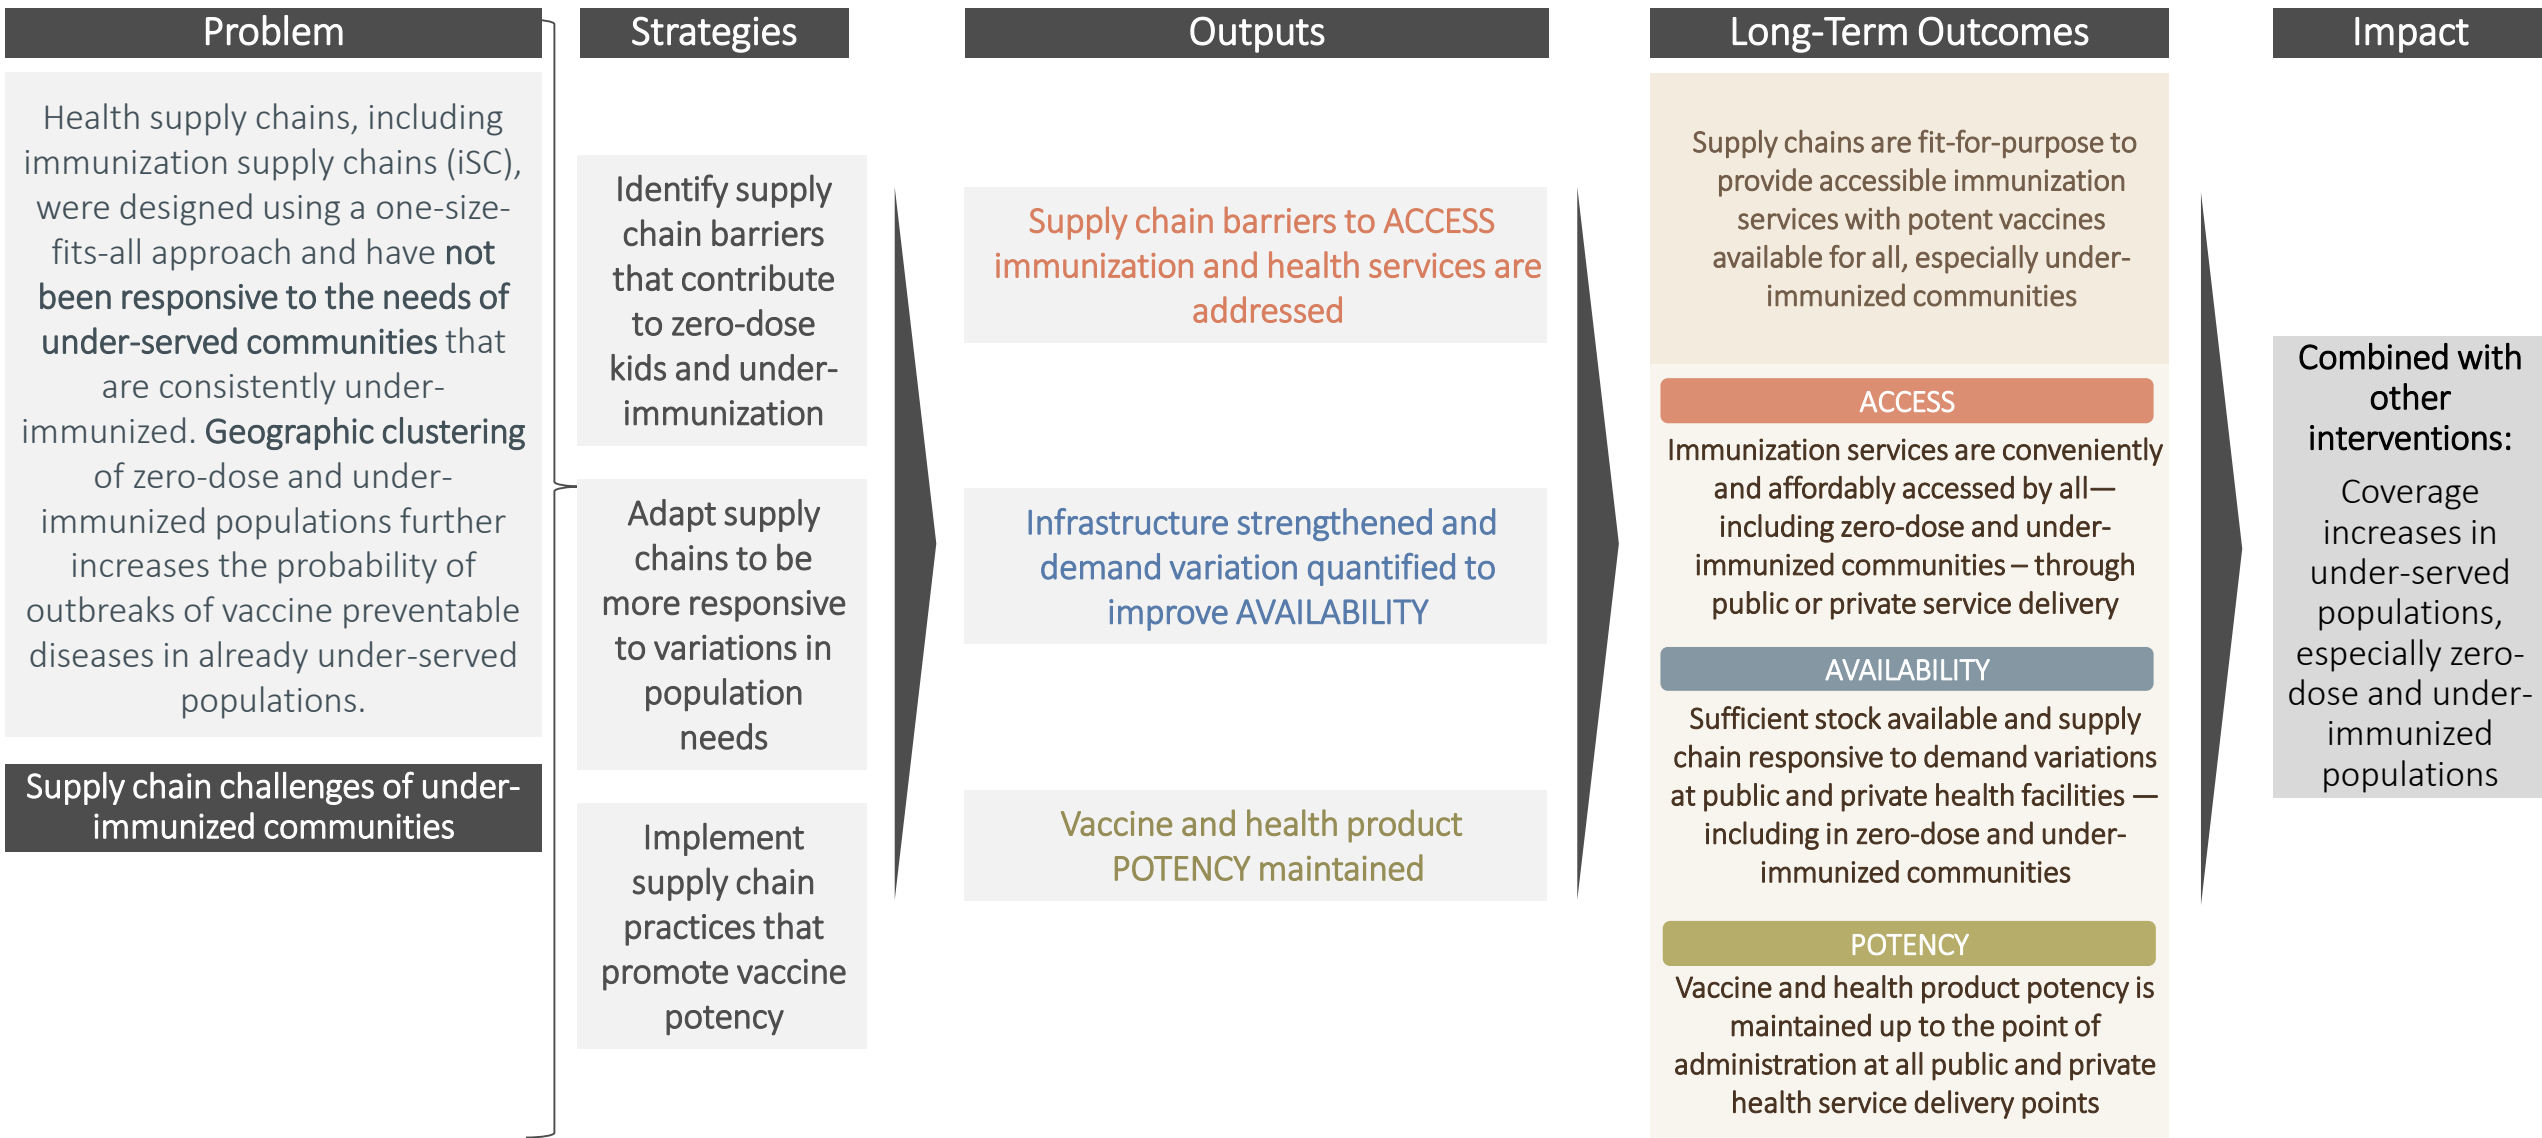 Problem
Health supply chains, including
immunization supply chains (iSC),
were designed using a one-size-
fits-all approach and have not
been responsive to the needs of
under-served communities that
are consistently under-
immunized. Geographic clustering
of zero-dose and under-
immunized populations further
increases the probability of
outbreaks of vaccine preventable
diseases in already under-served
populations.
Supply chain challenges of under-
immunized communities
Strategies
Identify supply
chain barriers
that contribute
to zero-dose
kids and under-
immunization
Adapt supply
chains to be
more responsive
to variations in
population
needs
Implement
supply chain
practices that
promote vaccine
potency
Outputs
Supply chain barriers to ACCESS
immunization and health services are
addressed
Infrastructure strengthened and
demand variation quantified to
improve AVAILABILITY
Vaccine and health product
POTENCY maintained
Long-Term Outcomes
Supply chains are fit-for-purpose to
provide accessible immunization
services with potent vaccines
available for all, especially under-
immunized communities
ACCESS
Immunization services are conveniently
and affordably accessed by all—
including zero-dose and under-
immunized communities – through
public or private service delivery
AVAILABILITY
Sufficient stock available and supply
chain responsive to demand variations
at public and private health facilities —
including in zero-dose and under-
immunized communities
POTENCY
Vaccine and health product potency is
maintained up to the point of
administration at all public and private
health service delivery points
Impact
Combined with
other
interventions:
Coverage
increases in
under-served
populations,
especially zero-
dose and under-
immunized
populations